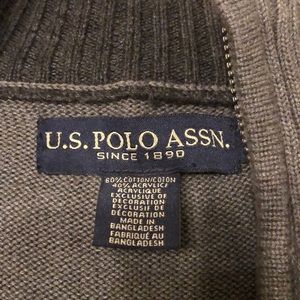 U.S. POLO ASSN.
SINCE 1890
60% COTTON/COTON
40% ACRYLIC/
ACRYLIQUE
EXCLUSIVE OF
DECORATION
EXCLUSIF DE
DÉCORATION
MADE IN
BANGLADESH
FABRIQUÉ AU
BANGLADESH